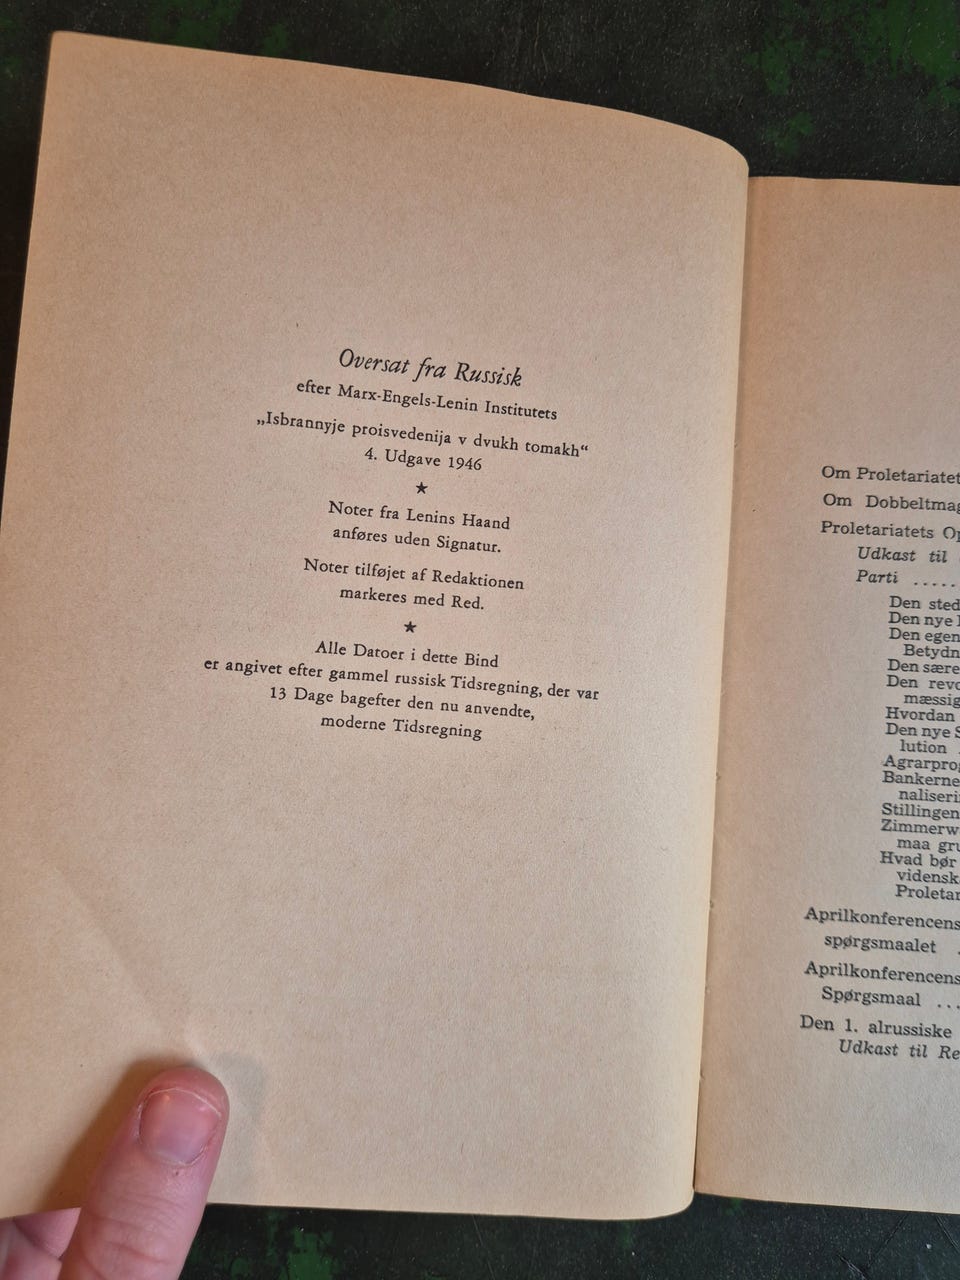 Oversat fra Russisk
efter Marx-Engels-Lenin Institutets
„Isbrannyje proisvedenija v dvukh tomakh“
4. Udgave 1946
★
Noter fra Lenins Haand
anføres uden Signatur.
Noter tilføjet af Redaktionen
markeres med Red.
★
Alle Datoer i dette Bind
er angivet efter gammel russisk Tidsregning, der var
13 Dage bagefter den nu anvendte,
moderne Tidsregning
Om Proletariatet
Om Dobbeltmag
Proletariatets Op
Udkast til
Parti .....
Den sted
Den nye
Den egen
Betydn
Den sære
Den revo
mæssig
Hvordan
Den nye S
lution .
Agrarprog
Bankerne
naliseri
Stillingen
Zimmerw
maa gru
Hvad bør
vidensk
Proletar
Aprilkonferencens
spørgsmaalet .
Aprilkonferencens
Spørgsmaal ...
Den 1. alrussiske
Udkast til Re